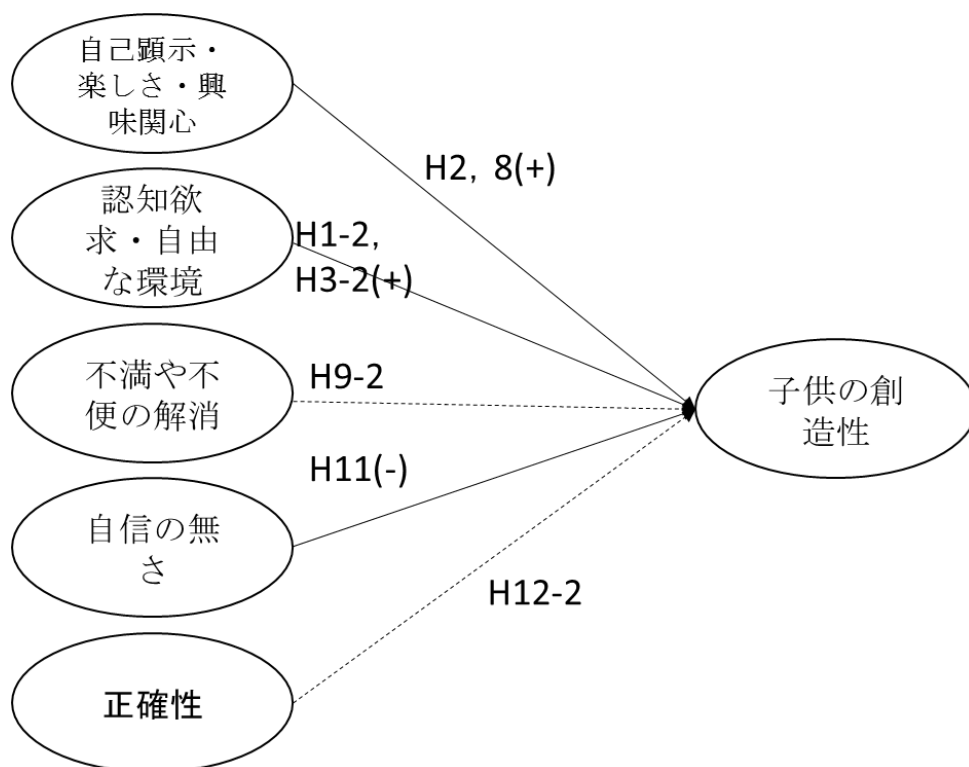 自己顕示・
楽しさ・興
味関心
H2, 8(+)
認知欲
求・自由
な環境
H1-2,
H3-2(+)
不満や不
便の解消
H9-2
子供の創
造性
自信の無
さ
H11(-)
H12-2
正確性